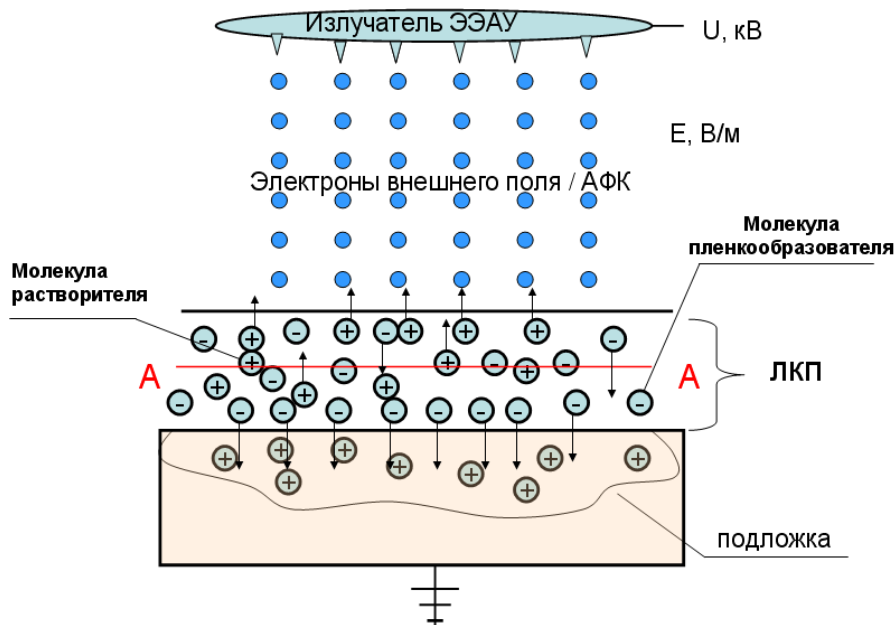 Излучатель ЭЭАУ
U, кВ
E, В/м
Электроны внешнего поля / АФК
Молекула
пленкообразователя
Молекула
растворителя
А
А
ЛКП
подложка